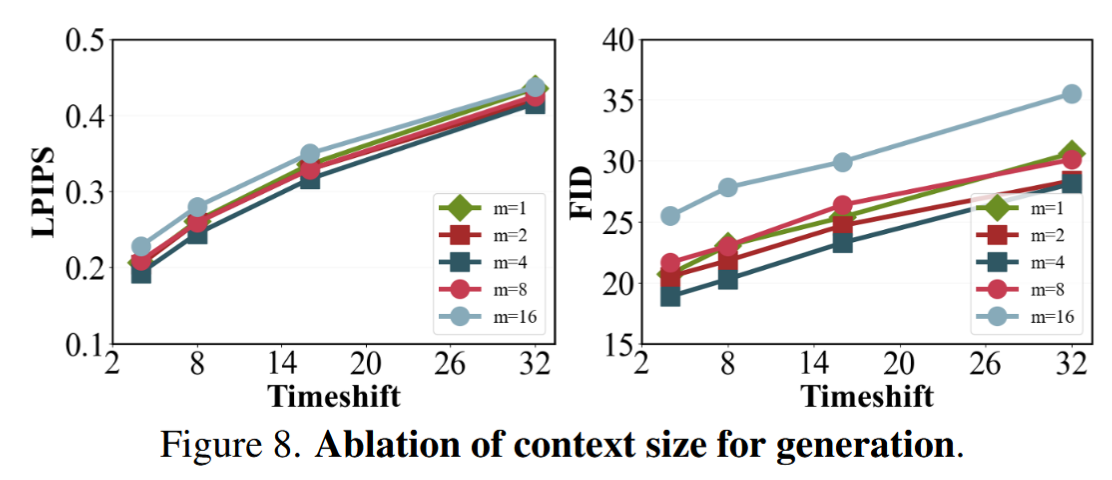 0.5
0.4
0.3
0.2
0.1
LPIPS
2 8 14 20 26 32
Timeshift
m=1
m=2
m=4
m=8
m=16
40
35
30
25
20
15
FID
2 8 14 20 26 32
Timeshift
m=1
m=2
m=4
m=8
m=16
Figure 8. Ablation of context size for generation.